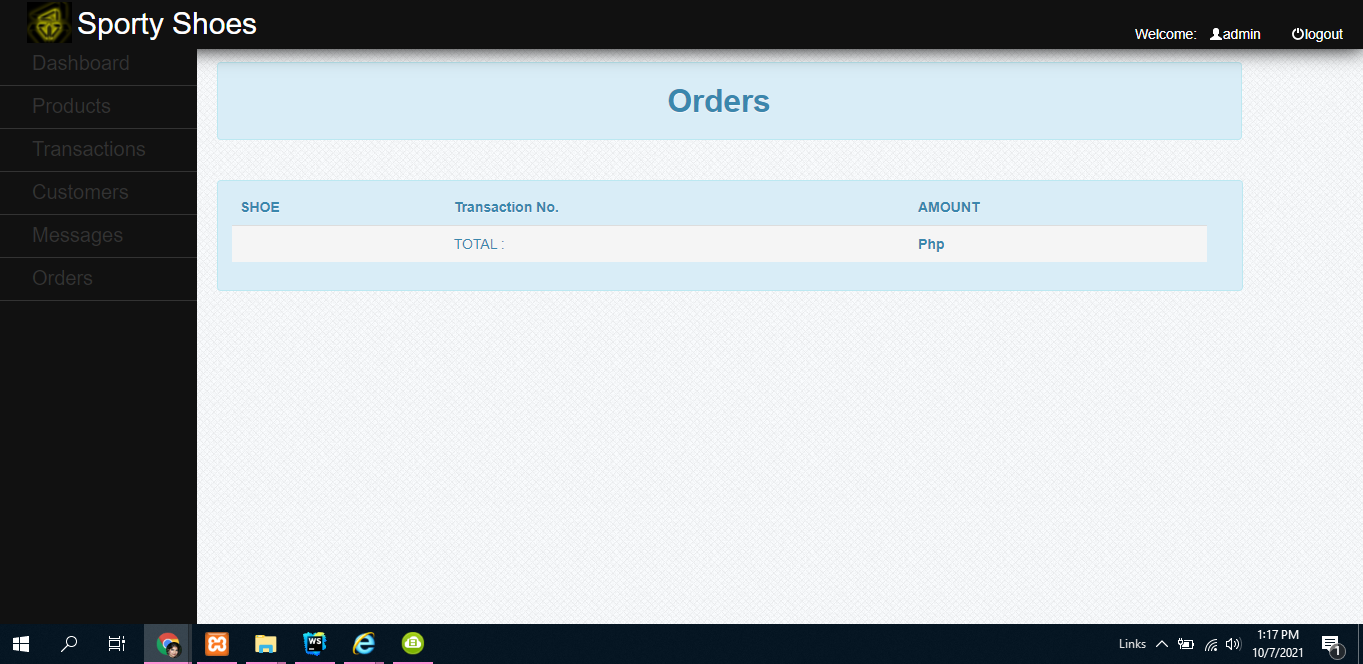 Sporty Shoes
Welcome: admin logout
Dashboard
Products
Transactions
Customers
Messages
Orders
Orders
SHOE Transaction No. AMOUNT
TOTAL : Php
WS
Links
1:17 PM
10/7/2021
1